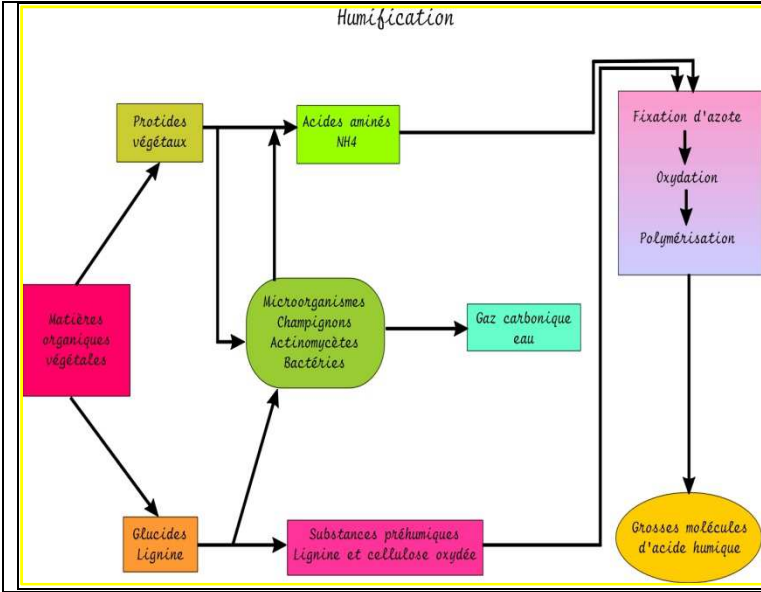 Humification
Protides
végétaux
Acides aminés
NH4
Fixation d'azote
Oxydation
Polymérisation
Matières
organiques
végétales
Microorganismes
Champignons
Actinomycètes
Bactéries
Gaz carbonique
eau
Glucides
Lignine
Substances préhumiques
Lignine et cellulose oxydée
Grosses molécules
d'acide humique